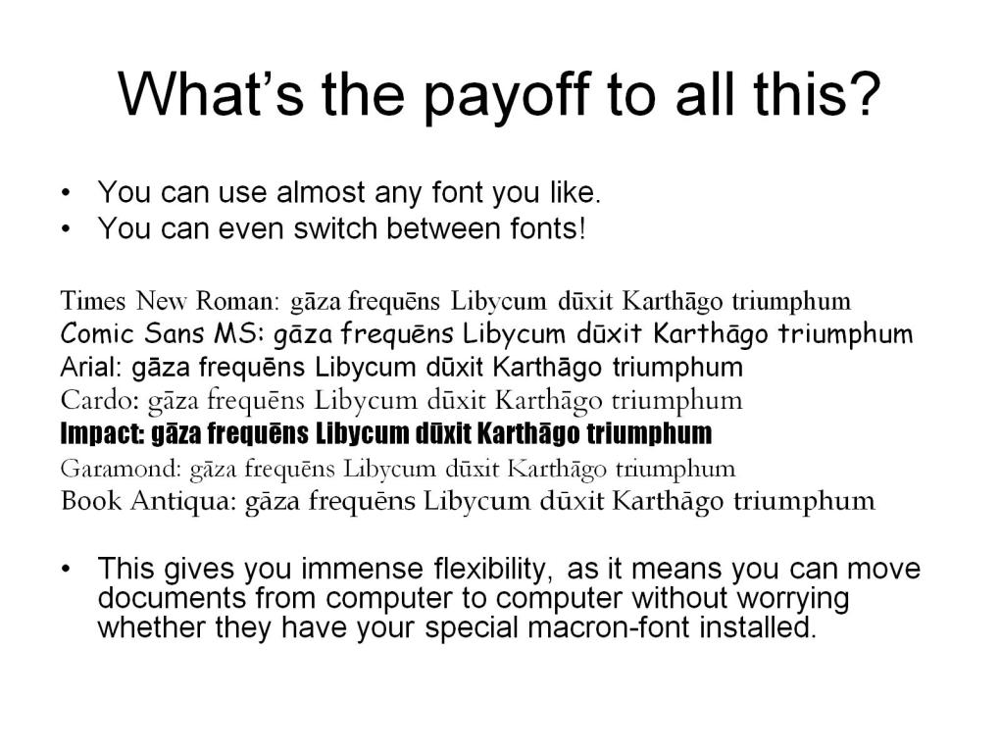 What’s the payoff to all this?
• You can use almost any font you like.
• You can even switch between fonts!
Times New Roman: gāza frequēns Libycum dūxit Karthāgo triumphum
Comic Sans MS: gāza frequēns Libycum dūxit Karthāgo triumphum
Arial: gāza frequēns Libycum dūxit Karthāgo triumphum
Cardo: gāza frequēns Libycum dūxit Karthāgo triumphum
Impact: gāza frequēns Libycum dūxit Karthāgo triumphum
Garamond: gāza frequēns Libycum dūxit Karthāgo triumphum
Book Antiqua: gāza frequēns Libycum dūxit Karthāgo triumphum
• This gives you immense flexibility, as it means you can move
documents from computer to computer without worrying
whether they have your special macron-font installed.